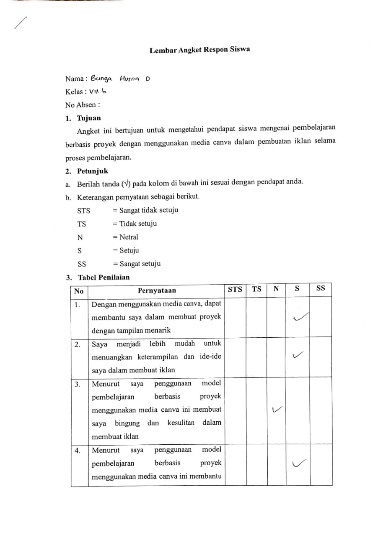 Lembar Angket Respon Siswa
Nama : Bunga D
Kelas : VIII b
No Absen :
1. Tujuan
Angket ini bertujuan untuk mengetahui pendapat siswa mengenai pembelajaran
berbasis proyek dengan menggunakan media canva dalam pembuatan iklan selama
proses pembelajaran.
2. Petunjuk
a. Berilah tanda (√) pada kolom di bawah ini sesuai dengan pendapat anda.
b. Keterangan pernyataan sebagai berikut.
STS = Sangat tidak setuju
TS = Tidak setuju
N = Netral
S = Setuju
SS = Sangat setuju
3. Tabel Penilaian
No Pernyataan STS TS N S SS
1. Dengan menggunakan media canva, dapat
membantu saya dalam membuat proyek ✓
dengan tampilan menarik
2. Saya menjadi lebih mudah untuk
menuangkan keterampilan dan ide-ide ✓
saya dalam membuat iklan
3. Menurut saya penggunaan model
pembelajaran berbasis proyek
menggunakan media canva ini membuat ✓
saya bingung dan kesulitan dalam
membuat iklan
4. Menurut saya penggunaan model
pembelajaran berbasis proyek ✓
menggunakan media canva ini membantu